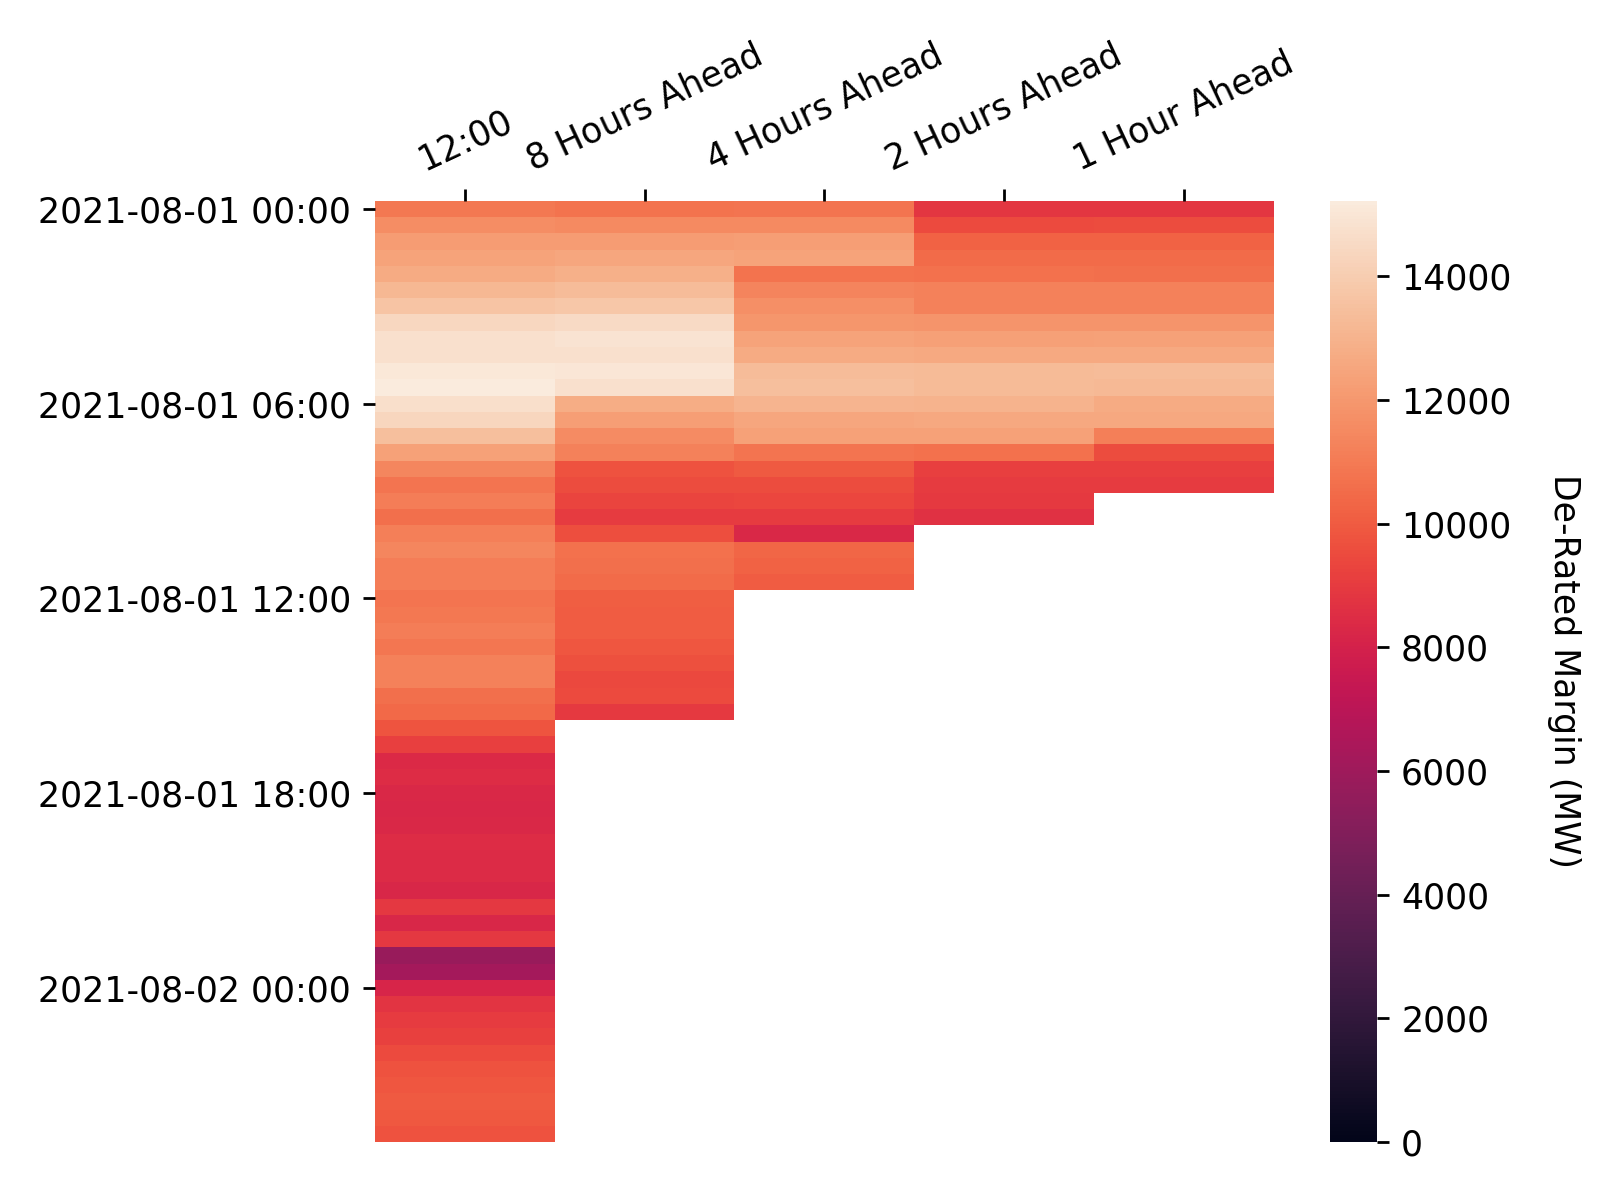 12:00
8 Hours Ahead
4 Hours Ahead
2 Hours Ahead
1 Hour Ahead
2021-08-01 00:00
2021-08-01 06:00
2021-08-01 12:00
2021-08-01 18:00
2021-08-02 00:00
14000
12000
10000
8000
6000
4000
2000
0
De-Rated Margin (MW)